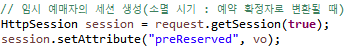 // 임시 예매자의 세션 생성(소멸 시기 : 예약 확정자로 변환될 때)
HttpSession session = request.getSession(true);
session.setAttribute("preReserved", vo);